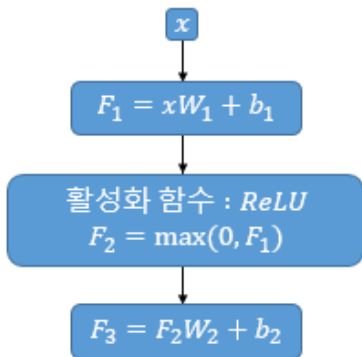 x
F₁ = xW₁ + b₁
활성화 함수 : ReLU
F₂ = max(0, F₁)
F₃ = F₂W₂ + b₂